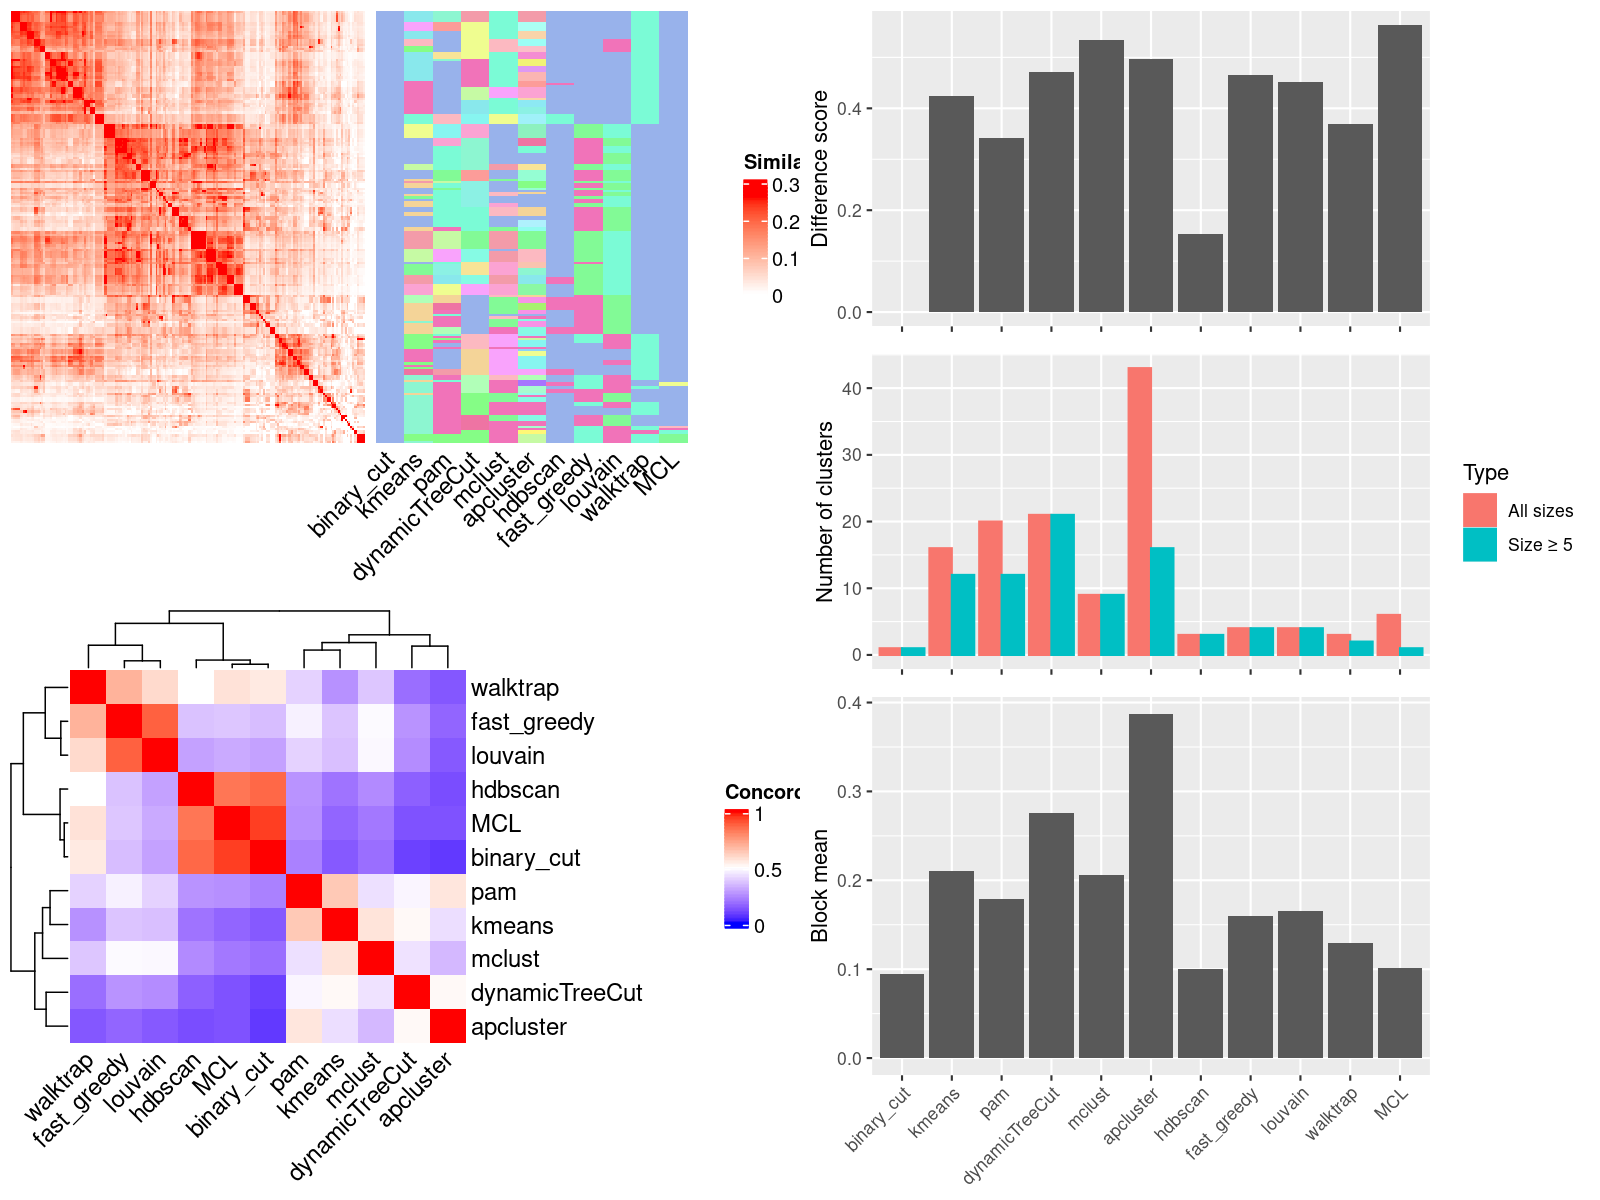 Simila
0.3
0.2
0.1
0
binary_cut
kmeans
pam
dynamicTreeCut
mclust
apcluster
hdbscan
fast_greedy
louvain
walktrap
MCL
walktrap
fast_greedy
louvain
hdbscan
MCL
binary_cut
pam
kmeans
mclust
dynamicTreeCut
apcluster
walktrap
fast_greedy
louvain
hdbscan
MCL
binary_cut
pam
kmeans
mclust
dynamicTreeCut
apcluster
Concord
1
0.5
0
Difference score
0.4
0.2
0.0
Number of clusters
40
30
20
10
0
Type
All sizes
Size ≥ 5
Block mean
0.4
0.3
0.2
0.1
0.0
binary_cut
kmeans
pam
dynamicTreeCut
mclust
apcluster
hdbscan
fast_greedy
louvain
walktrap
MCL